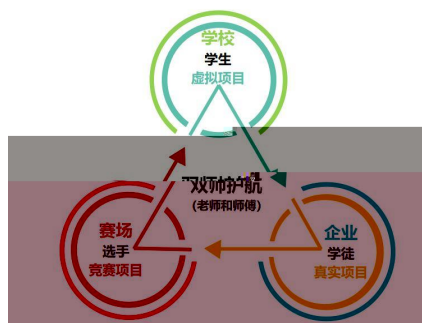 学校
学生
虚拟项目
双师护航
(老师和师傅)
赛场
选手
竞赛项目
企业
学徒
真实项目